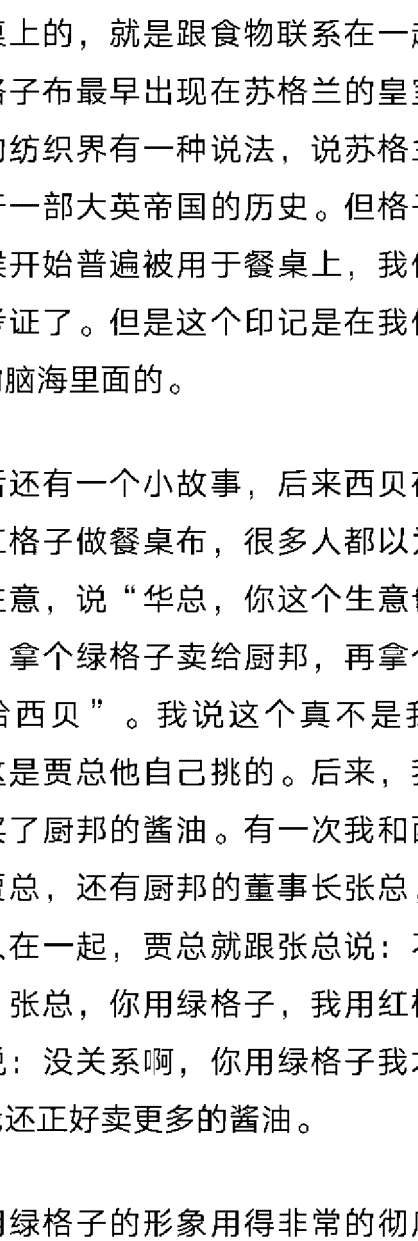 桌上的，就是跟食物联系在一起
格子布最早出现在苏格兰的皇室
的纺织界有一种说法，说苏格兰
于一部大英帝国的历史。但格子
候开始普遍被用于餐桌上，我们
考证了。但是这个印记是在我们
的脑海里面的。
后还有一个小故事，后来西贝在
红格子做餐桌布，很多人都以为
生意，说“华总，你这个生意
，拿个绿格子卖给厨邦，再拿个
给西贝”。我说这个真不是我
这是贾总他自己挑的。后来，我
买了厨邦的酱油。有一次我和西
贾总，还有厨邦的董事长张总，
人在一起，贾总就跟张总说：不
，张总，你用绿格子，我用红格
说：没关系啊，你用绿格子我才
我还正好卖更多的酱油。
用绿格子的形象用得非常的彻底